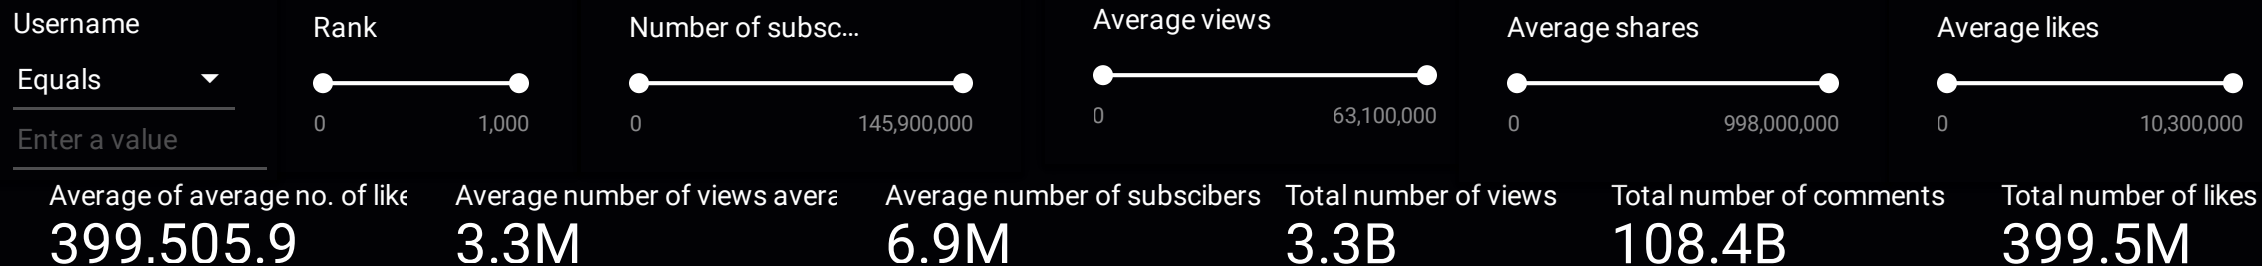 Username
Equals
Enter a value
Rank
0 1,000
Number of subsc...
0 145,900,000
Average views
0 63,100,000
Average shares
0 998,000,000
Average likes
0 10,300,000
Average of average no. of like
399,505.9
Average number of views avera
3.3M
Average number of subscibers
6.9M
Total number of views
3.3B
Total number of comments
108.4B
Total number of likes
399.5M